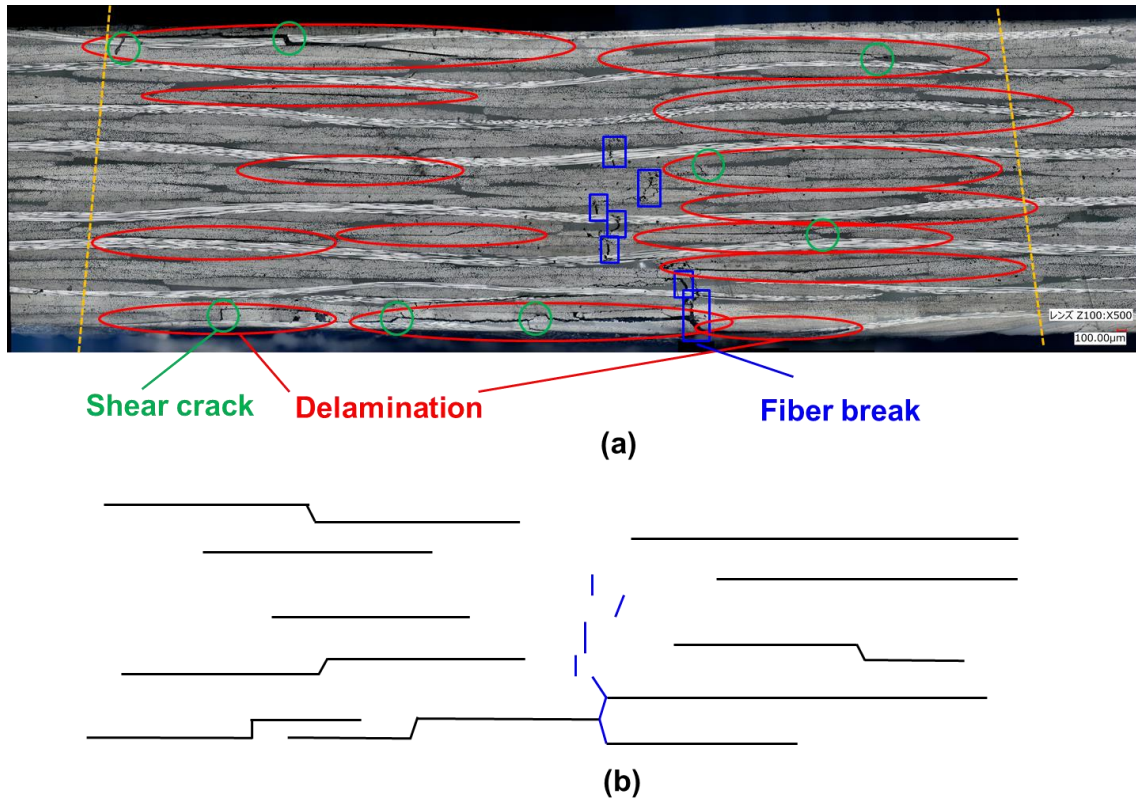 レンズ Z100:X500
100.00μm
Shear crack
Delamination
Fiber break
(a)
(b)